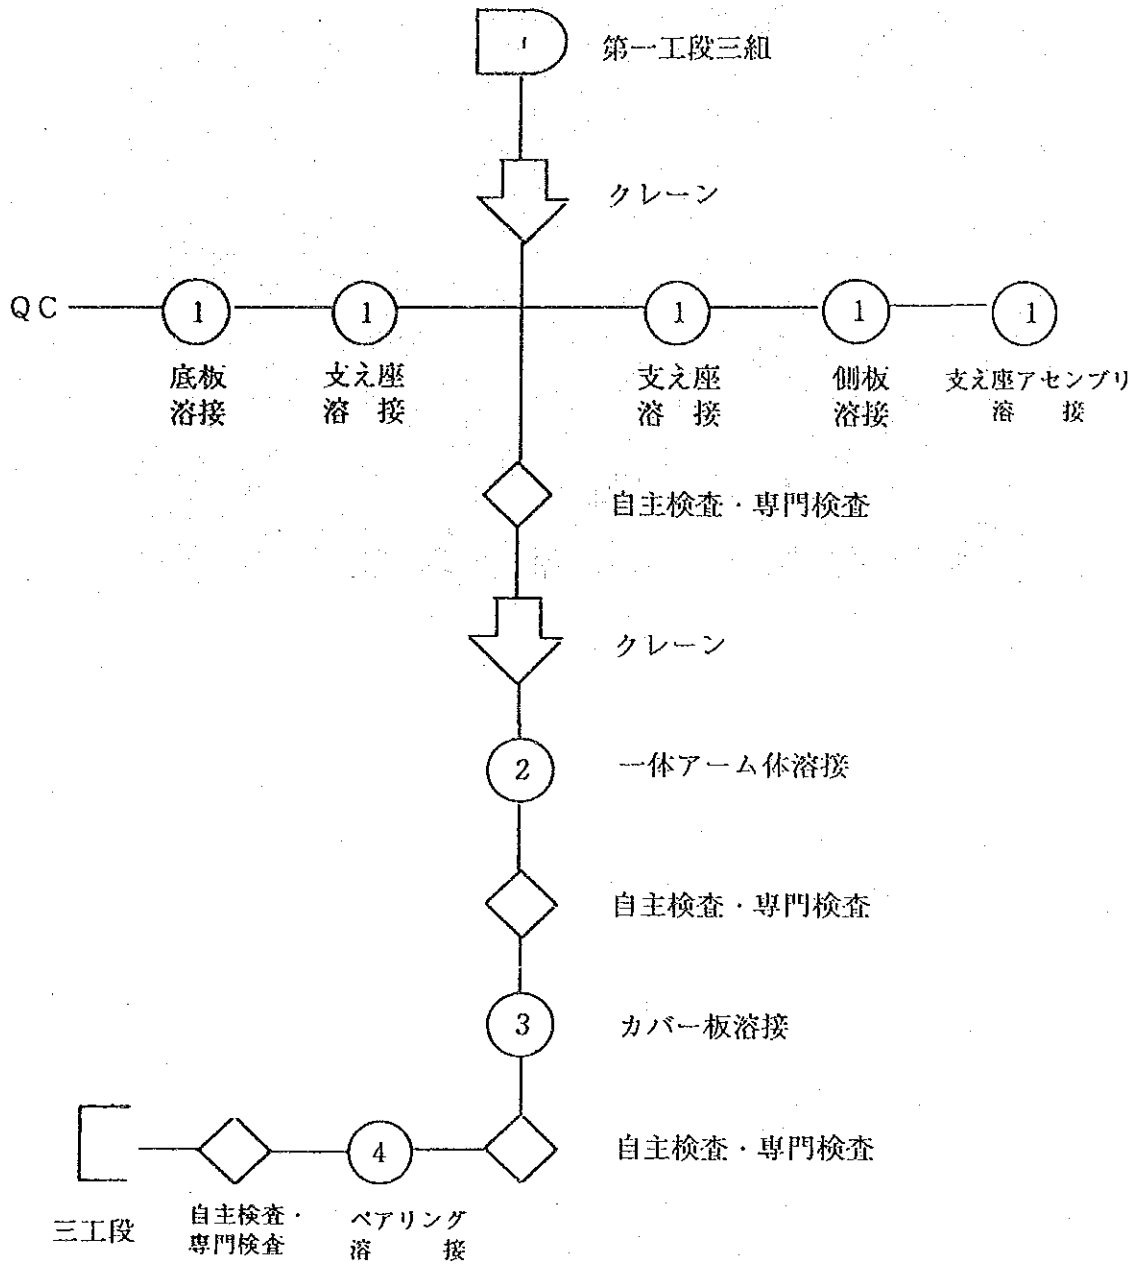 1 第一工段三組
クレーン
QC 1 1 1 1 1
底板 支え座 支え座 側板 支え座アセンブリ
溶接 溶 接 溶 接 溶接 溶 接
自主検査・専門検査
クレーン
2 一体アーム体溶接
自主検査・専門検査
3 カバー板溶接
4 自主検査・専門検査
自主検査・ ベアリング
三工段 専門検査 溶 接